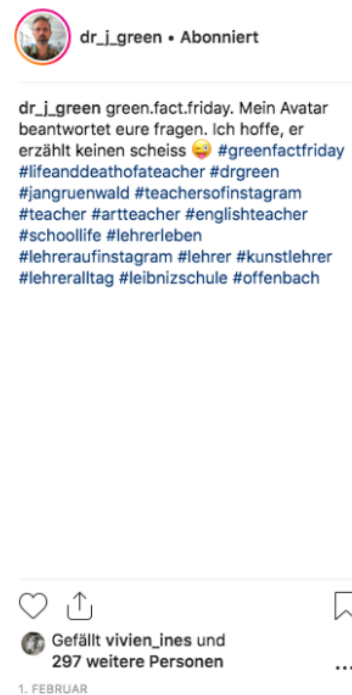 dr_j_green • Abonniert
dr_j_green green.fact.friday. Mein Avatar
beantwortet eure fragen. Ich hoffe, er
erzählt keinen scheiss 😜 #greenfactfriday
#lifeanddeathofateacher #drgreen
#jangruenwald #teachersofinstagram
#teacher #artteacher #englishteacher
#schoollife #lehrerleben
#lehreraufinstagram #lehrer #kunstlehrer
#lehreralltag #leibnizschule #offenbach
Gefällt vivien_ines und
297 weitere Personen
1. FEBRUAR